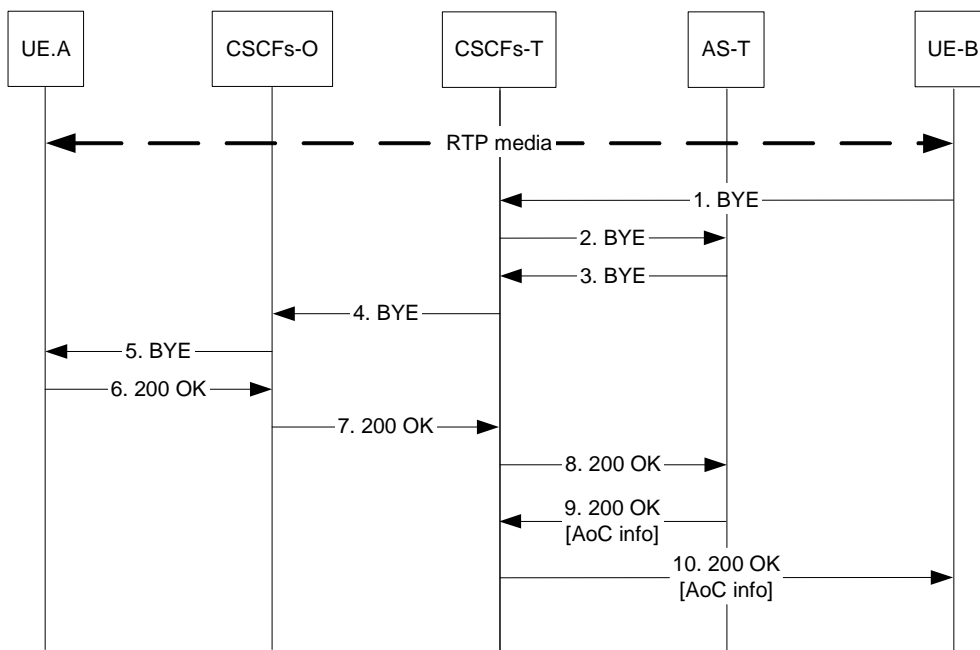 UE.A
CSCFs-O
CSCFs-T
AS-T
UE-B
RTP media
1. BYE
2. BYE
3. BYE
4. BYE
5. BYE
6. 200 OK
7. 200 OK
8. 200 OK
9. 200 OK
[AoC info]
10. 200 OK
[AoC info]